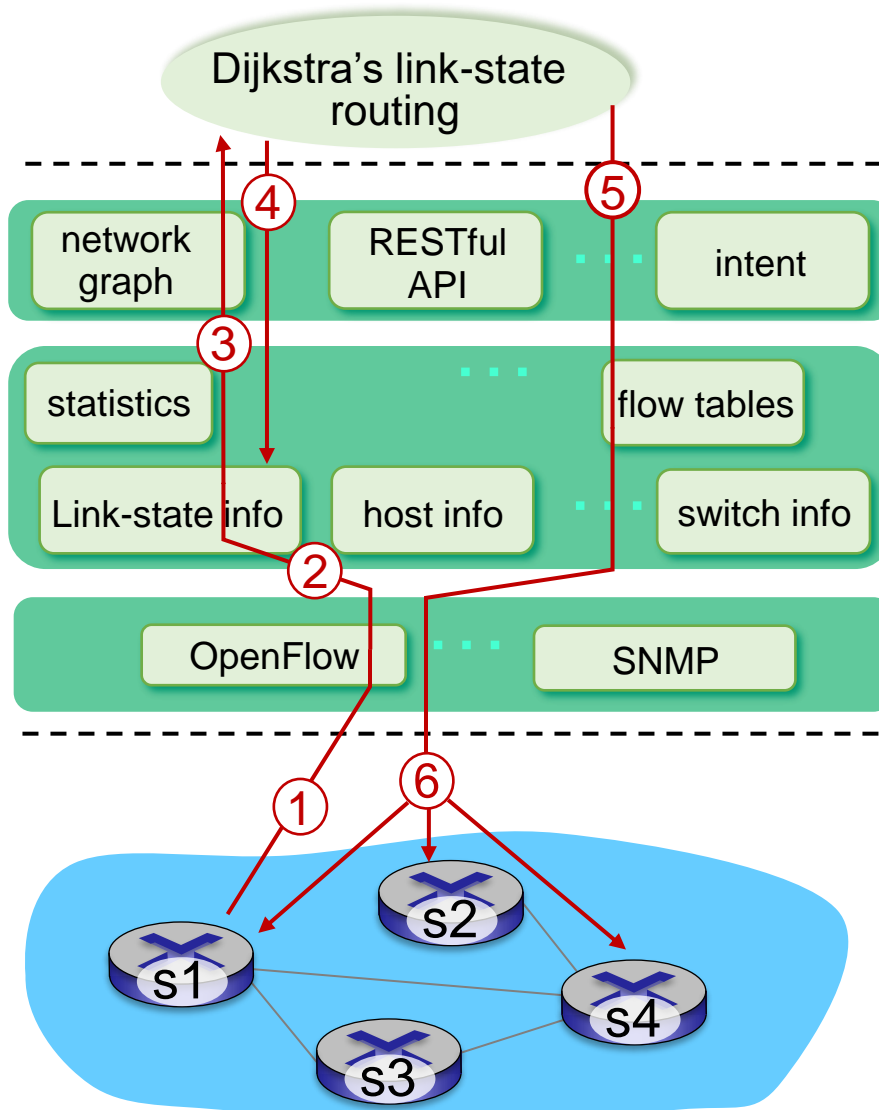 Dijkstra’s link-state
routing
4
5
network
graph
RESTful
API
intent
3
statistics
flow tables
Link-state info
host info
switch info
2
OpenFlow
SNMP
1
6
s2
s1
s4
s3